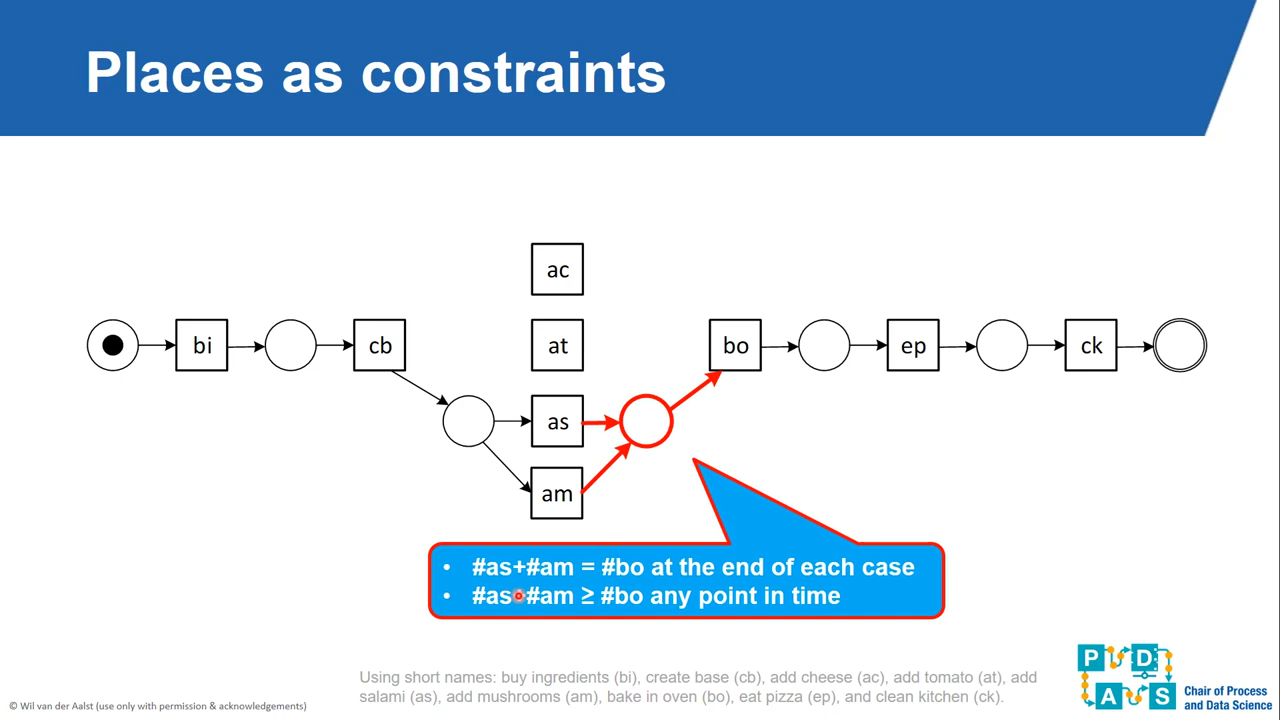 Places as constraints
ac
bi
cb
at
bo
ep
ck
as
am
• #as+#am = #bo at the end of each case
• #as+#am ≥ #bo any point in time
Using short names: buy ingredients (bi), create base (cb), add cheese (ac), add tomato (at), add
salami (as), add mushrooms (am), bake in oven (bo), eat pizza (ep), and clean kitchen (ck).
© Wil van der Aalst (use only with permission & acknowledgements)
P D
A S
Chair of Process
and Data Science